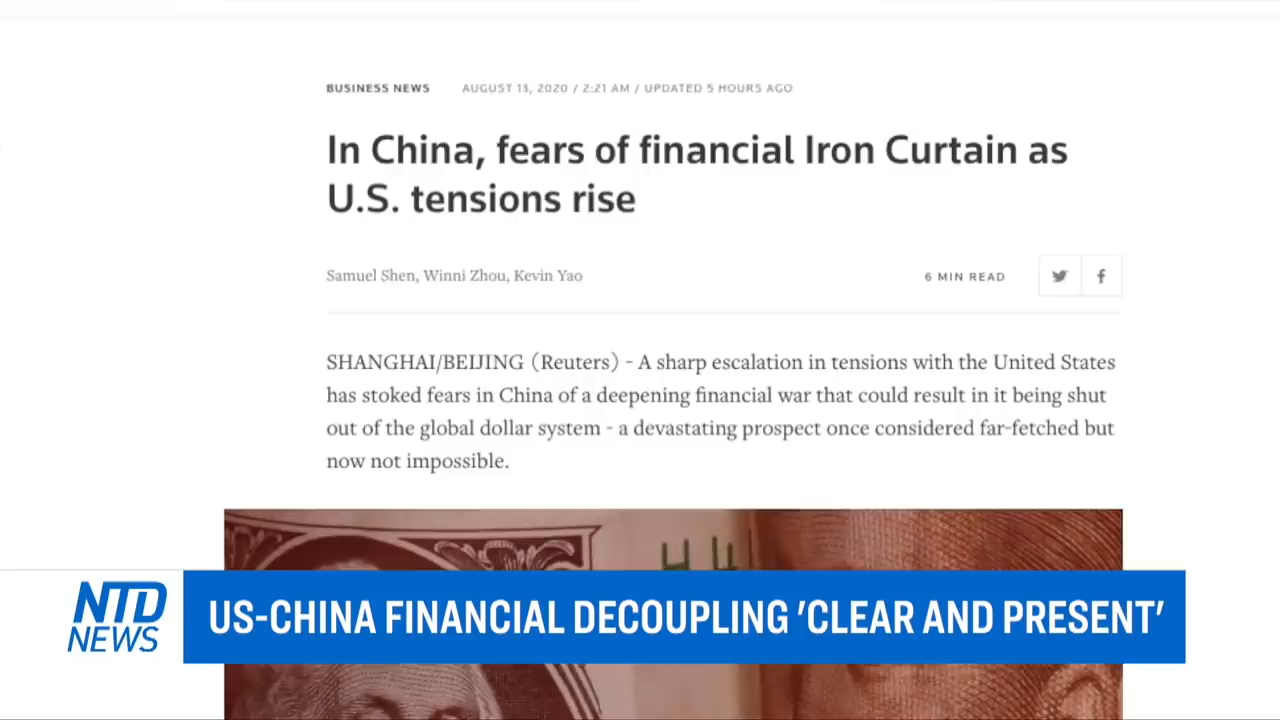 BUSINESS NEWS AUGUST 13, 2020 / 2:21 AM / UPDATED 5 HOURS AGO
In China, fears of financial Iron Curtain as
U.S. tensions rise
Samuel Shen, Winni Zhou, Kevin Yao 6 MIN READ
SHANGHAI/BEIJING (Reuters) - A sharp escalation in tensions with the United States
has stoked fears in China of a deepening financial war that could result in it being shut
out of the global dollar system - a devastating prospect once considered far-fetched but
now not impossible.
NTD
NEWS
US-CHINA FINANCIAL DECOUPLING 'CLEAR AND PRESENT'